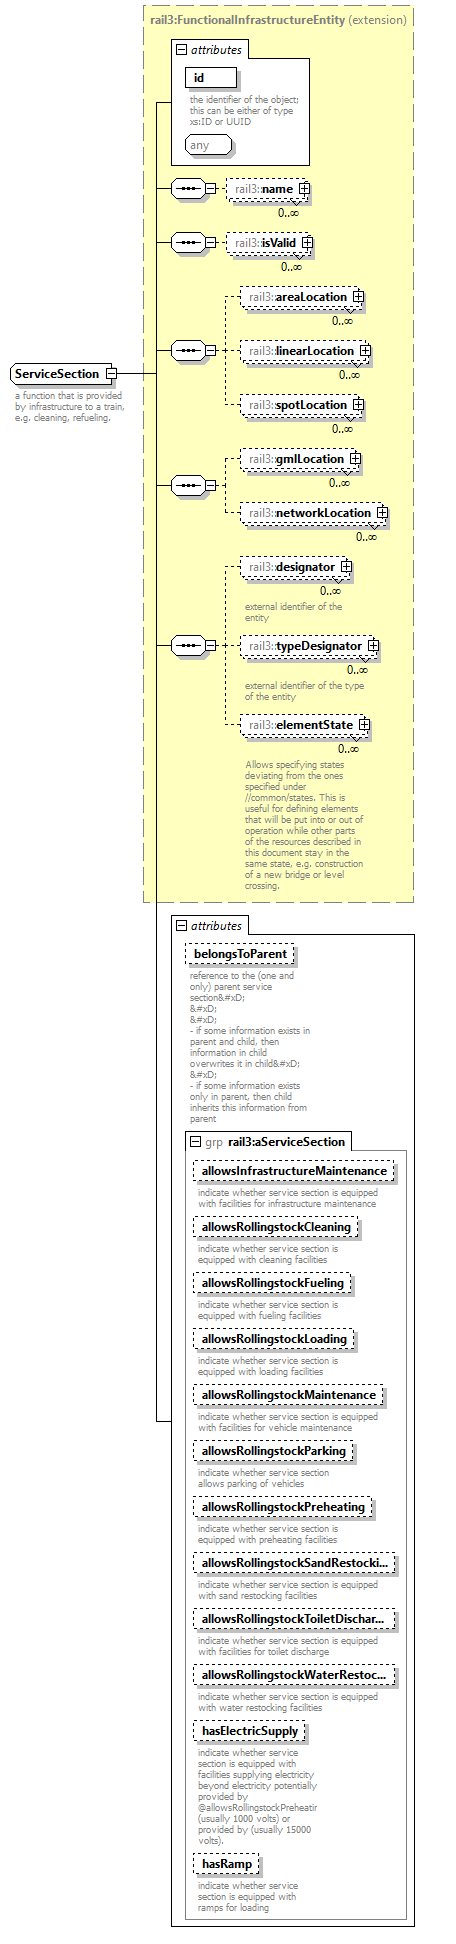 rail3:FunctionalInfrastructureEntity (extension)
attributes
id
the identifier of the object;
this can be either of type
xs:ID or UUID
any
rail3:name
0..∞
rail3:isValid
0..∞
rail3:areaLocation
0..∞
rail3:linearLocation
0..∞
rail3:spotLocation
0..∞
ServiceSection
a function that is provided
by infrastructure to a train,
e.g. cleaning, refueling.
rail3:gmlLocation
0..∞
rail3:networkLocation
0..∞
rail3:designator
0..∞
external identifier of the
entity
rail3:typeDesignator
0..∞
external identifier of the type
of the entity
rail3:elementState
0..∞
Allows specifying states
deviating from the ones
specified under
//common/states. This is
useful for defining elements
that will be put into or out of
operation while other parts
of the resources described in
this document stay in the
same state, e.g. construction
of a new bridge or level
crossing.
attributes
belongsToParent
reference to the (one and
only) parent service
section&#xD;
&#xD;
&#xD;
- if some information exists in
parent and child, then
information in child
overwrites it in child&#xD;
&#xD;
- if some information exists
only in parent, then child
inherits this information from
parent
grp rail3:aServiceSection
allowsInfrastructureMaintenance
indicate whether service section is equipped
with facilities for infrastructure maintenance
allowsRollingstockCleaning
indicate whether service section is
equipped with cleaning facilities
allowsRollingstockFueling
indicate whether service section is
equipped with fueling facilities
allowsRollingstockLoading
indicate whether service section is
equipped with loading facilities
allowsRollingstockMaintenance
indicate whether service section is equipped
with facilities for vehicle maintenance
allowsRollingstockParking
indicate whether service section
allows parking of vehicles
allowsRollingstockPreheating
indicate whether service section is
equipped with preheating facilities
allowsRollingstockSandRestocki...
indicate whether service section is equipped
with sand restocking facilities
allowsRollingstockToiletDischar...
indicate whether service section is equipped
with facilities for toilet discharge
allowsRollingstockWaterRestoc...
indicate whether service section is equipped
with water restocking facilities
hasElectricSupply
indicate whether service
section is equipped with
facilities supplying electricity
beyond electricity potentially
provided by
@allowsRollingstockPreheatir
(usually 1000 volts) or
provided by (usually 15000
volts).
hasRamp
indicate whether service
section is equipped with
ramps for loading